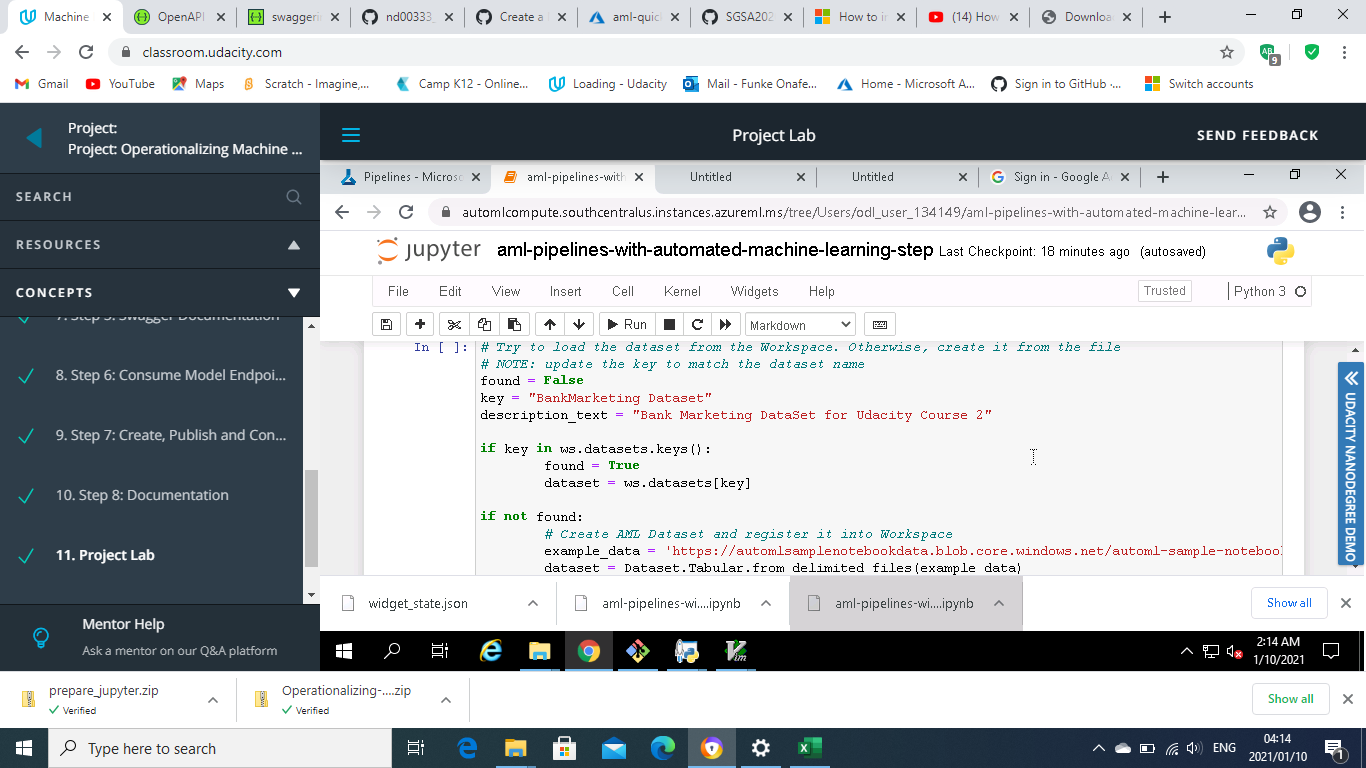 Machine
OpenAPI
swagger
nd00333_
Create a
aml-quic
SGSA202
How to in
(14) How
Downloa
classroom.udacity.com
9
Gmail
YouTube
Maps
Scratch - Imagine,...
Camp K12 - Online...
Loading - Udacity
Mail - Funke Onafe...
Home - Microsoft A...
Sign in to GitHub ·...
Switch accounts
Project:
Project: Operationalizing Machine ...
Project Lab
SEND FEEDBACK
SEARCH
RESOURCES
CONCEPTS
7. Step 5: Swagger Documentation
8. Step 6: Consume Model Endpoi...
9. Step 7: Create, Publish and Con...
10. Step 8: Documentation
11. Project Lab
Mentor Help
Ask a mentor on our Q&A platform
Pipelines - Microso
aml-pipelines-with
Untitled
Untitled
Sign in - Google A
automlcompute.southcentralus.instances.azureml.ms/tree/Users/odl_user_134149/aml-pipelines-with-automated-machine-lear...
jupyter aml-pipelines-with-automated-machine-learning-step Last Checkpoint: 18 minutes ago (autosaved)
File Edit View Insert Cell Kernel Widgets Help
Trusted
Python 3
Run
Markdown
In [ ]: # Try to load the dataset from the Workspace. Otherwise, create it from the file
# NOTE: update the key to match the dataset name
found = False
key = "BankMarketing Dataset"
description_text = "Bank Marketing DataSet for Udacity Course 2"
if key in ws.datasets.keys():
found = True
dataset = ws.datasets[key]
if not found:
# Create AML Dataset and register it into Workspace
example_data = 'https://automlsamplenotebookdata.blob.core.windows.net/automl-sample-notebook
dataset = Dataset.Tabular.from_delimited_files(example_data)
UDACITY NANODEGREE DEMO
widget_state.json
aml-pipelines-wi....ipynb
aml-pipelines-wi....ipynb
Show all
2:14 AM
1/10/2021
prepare_jupyter.zip
Verified
Operationalizing-....zip
Verified
Show all
Type here to search
ENG
04:14
2021/01/10
1